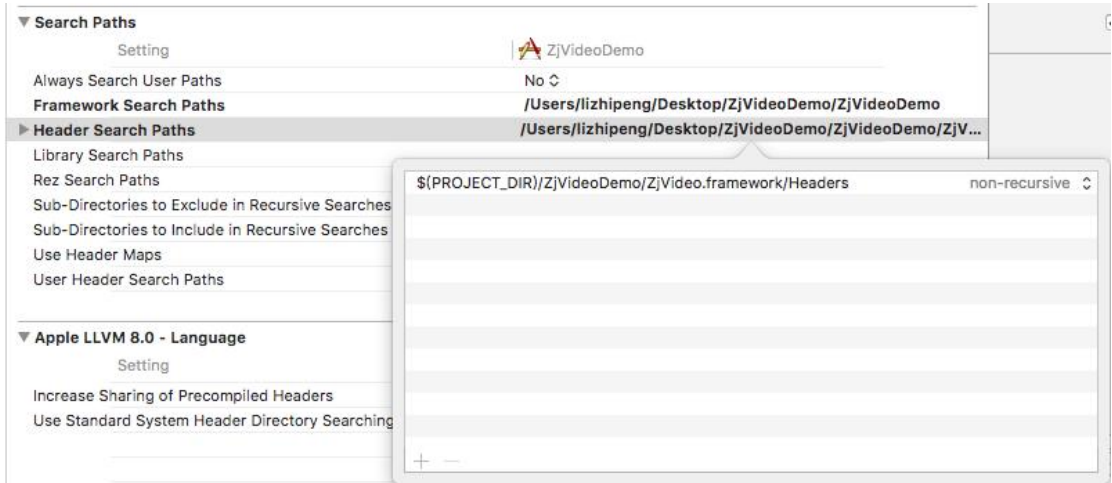 Search Paths
Setting ZjVideoDemo
Always Search User Paths No
Framework Search Paths /Users/lizhipeng/Desktop/ZjVideoDemo/ZjVideoDemo
Header Search Paths /Users/lizhipeng/Desktop/ZjVideoDemo/ZjVideoDemo/ZjV...
Library Search Paths
Rez Search Paths $(PROJECT_DIR)/ZjVideoDemo/ZjVideo.framework/Headers non-recursive
Sub-Directories to Exclude in Recursive Searches
Sub-Directories to Include in Recursive Searches
Use Header Maps
User Header Search Paths
Apple LLVM 8.0 - Language
Setting
Increase Sharing of Precompiled Headers
Use Standard System Header Directory Searching